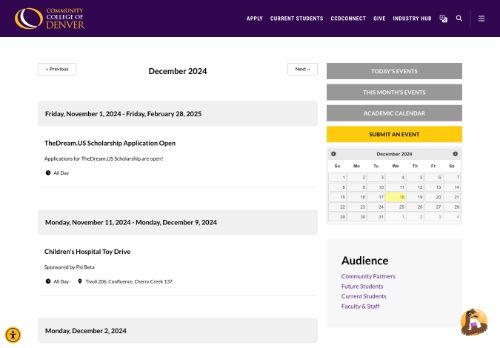 COMMUNITY
COLLEGE OF
DENVER
APPLY CURRENT STUDENTS CCDCONNECT GIVE INDUSTRY HUB
« Previous
December 2024
Next »
TODAY'S EVENTS
THIS MONTH'S EVENTS
ACADEMIC CALENDAR
SUBMIT AN EVENT
Friday, November 1, 2024 - Friday, February 28, 2025
TheDream.US Scholarship Application Open
Applications for TheDream.US Scholarship are open!
All Day
Monday, November 11, 2024 - Monday, December 9, 2024
Children's Hospital Toy Drive
Sponsored by Psi Beta
All Day Tivoli 206, Confluence, Cherry Creek 137
Monday, December 2, 2024
December 2024
Su Mo Tu We Th Fr Sa
1 2 3 4 5 6 7
8 9 10 11 12 13 14
15 16 17 18 19 20 21
22 23 24 25 26 27 28
29 30 31 1 2 3 4
Audience
Community Partners
Future Students
Current Students
Faculty & Staff